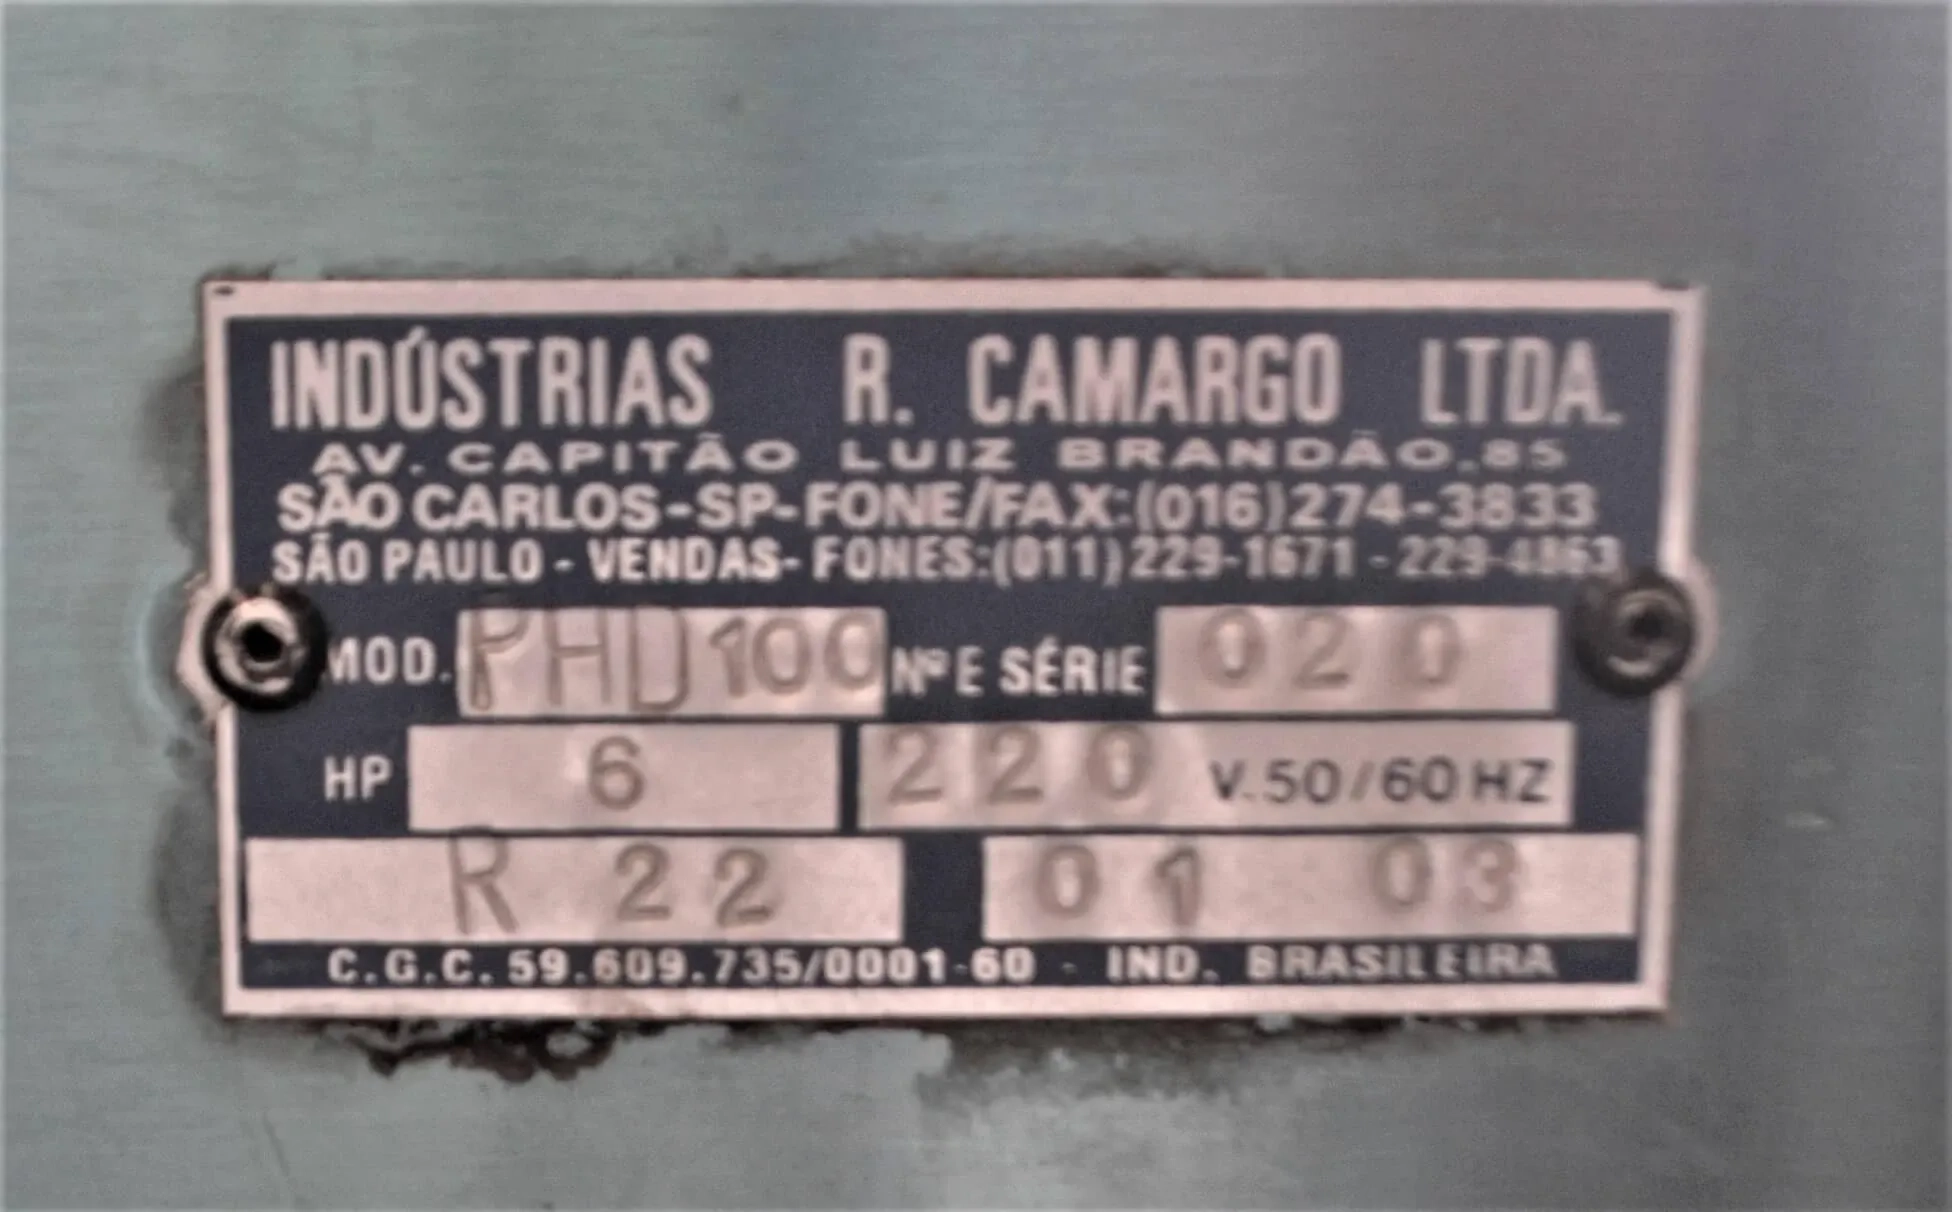 INDÚSTRIAS R. CAMARGO LTDA.
AV. CAPITÃO LUIZ BRANDÃO, 85
SÃO CARLOS-SP-FONE/FAX:(016)274-3833
SÃO PAULO - VENDAS- FONES:(011)229-1671 - 229-4863
MOD. PHD100 Nº E SÉRIE 020
HP 6 220 V.50/60 HZ
R 22 01 03
C.G.C. 59.609.735/0001-60 - IND. BRASILEIRA